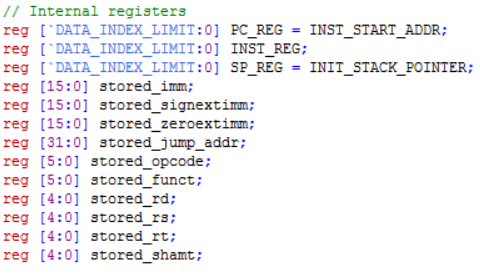 // Internal registers
reg [`DATA_INDEX_LIMIT:0] PC_REG = INST_START_ADDR;
reg [`DATA_INDEX_LIMIT:0] INST_REG;
reg [`DATA_INDEX_LIMIT:0] SP_REG = INIT_STACK_POINTER;
reg [15:0] stored_imm;
reg [15:0] stored_signextimm;
reg [15:0] stored_zeroextimm;
reg [31:0] stored_jump_addr;
reg [5:0] stored_opcode;
reg [5:0] stored_funct;
reg [4:0] stored_rd;
reg [4:0] stored_rs;
reg [4:0] stored_rt;
reg [4:0] stored_shamt;